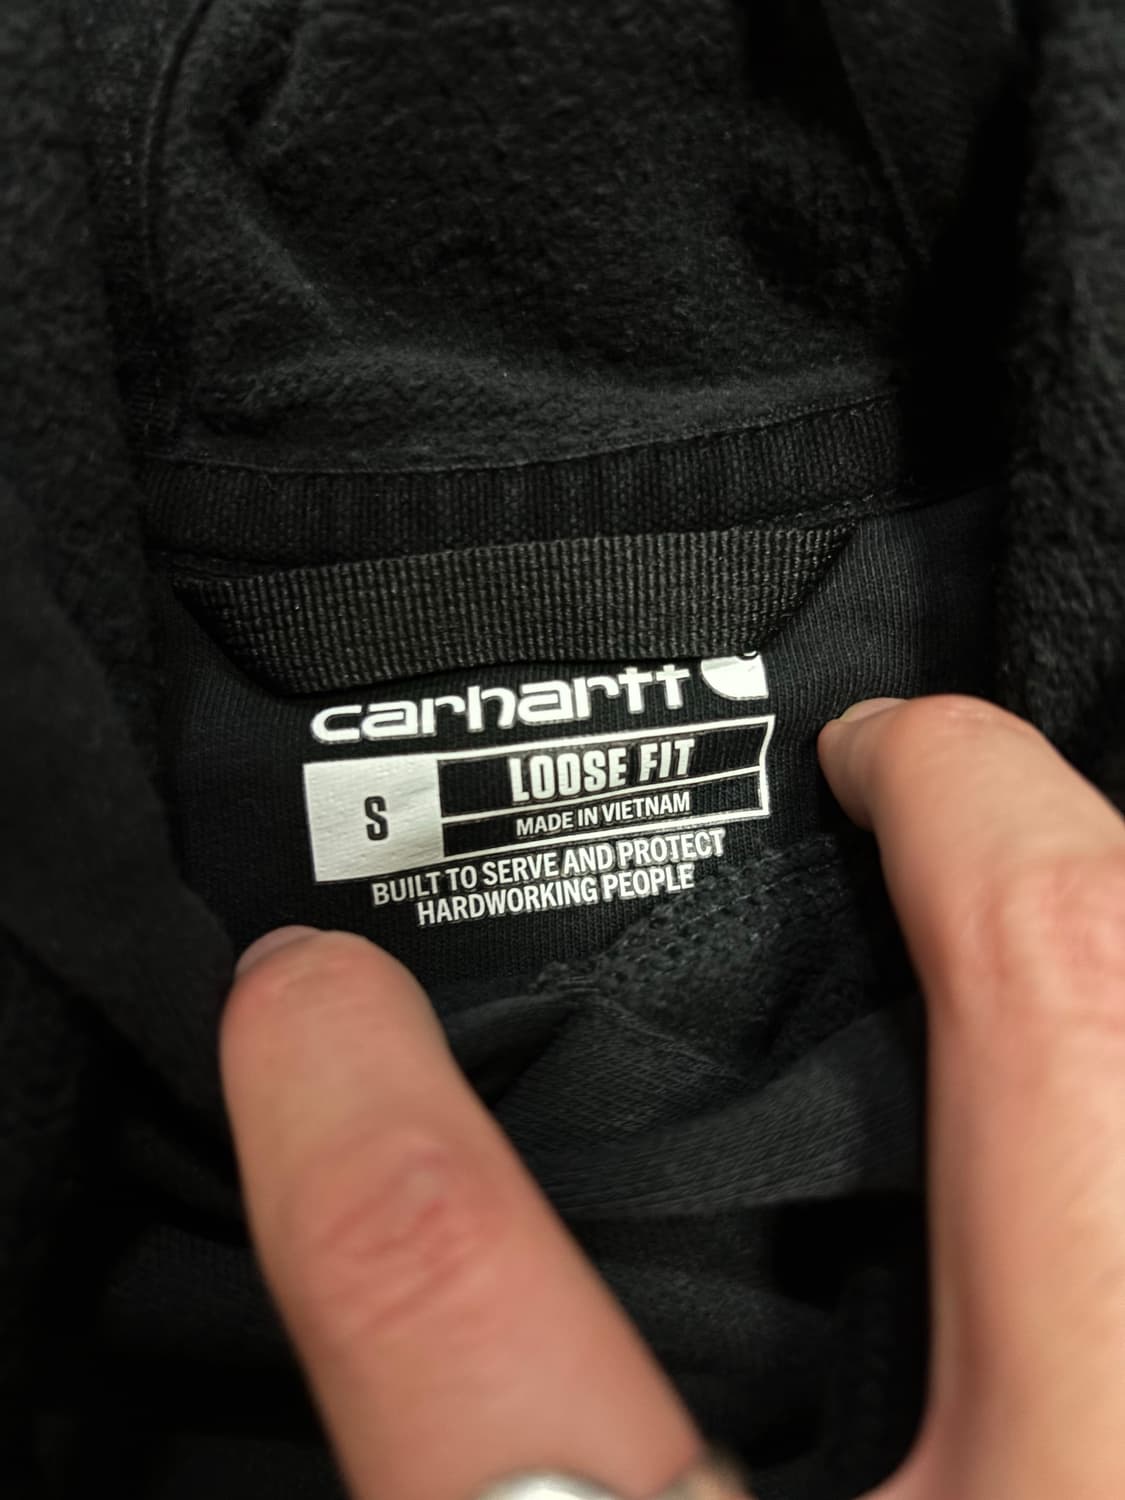 carhartt
S
LOOSE FIT
MADE IN VIETNAM
BUILT TO SERVE AND PROTECT
HARDWORKING PEOPLE